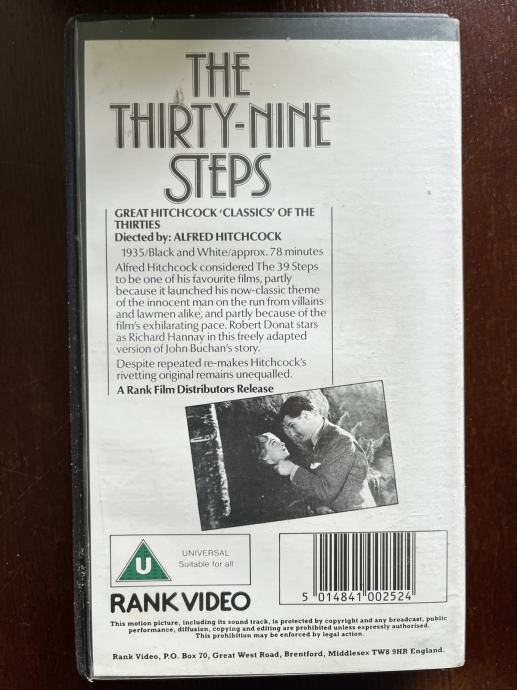 THE
THIRTY-NINE
STEPS
GREAT HITCHCOCK 'CLASSICS' OF THE
THIRTIES
Directed by: ALFRED HITCHCOCK
1935/Black and White/approx. 78 minutes
Alfred Hitchcock considered The 39 Steps
to be one of his favourite films, partly
because it launched his now-classic theme
of the innocent man on the run from villains
and lawmen alike, and partly because of the
film's exhilarating pace. Robert Donat stars
as Richard Hannay in this freely adapted
version of John Buchan's story.
Despite repeated re-makes Hitchcock's
rivetting original remains unequalled.
A Rank Film Distributors Release
U
UNIVERSAL
Suitable for all
5 014841 002524
RANK VIDEO
This motion picture, including its sound track, is protected by copyright and any broadcast, public
performance, diffusion, copying and editing are prohibited unless expressly authorised.
This prohibition may be enforced by legal action.
Rank Video, P.O. Box 70, Great West Road, Brentford, Middlesex TW8 9HR England.